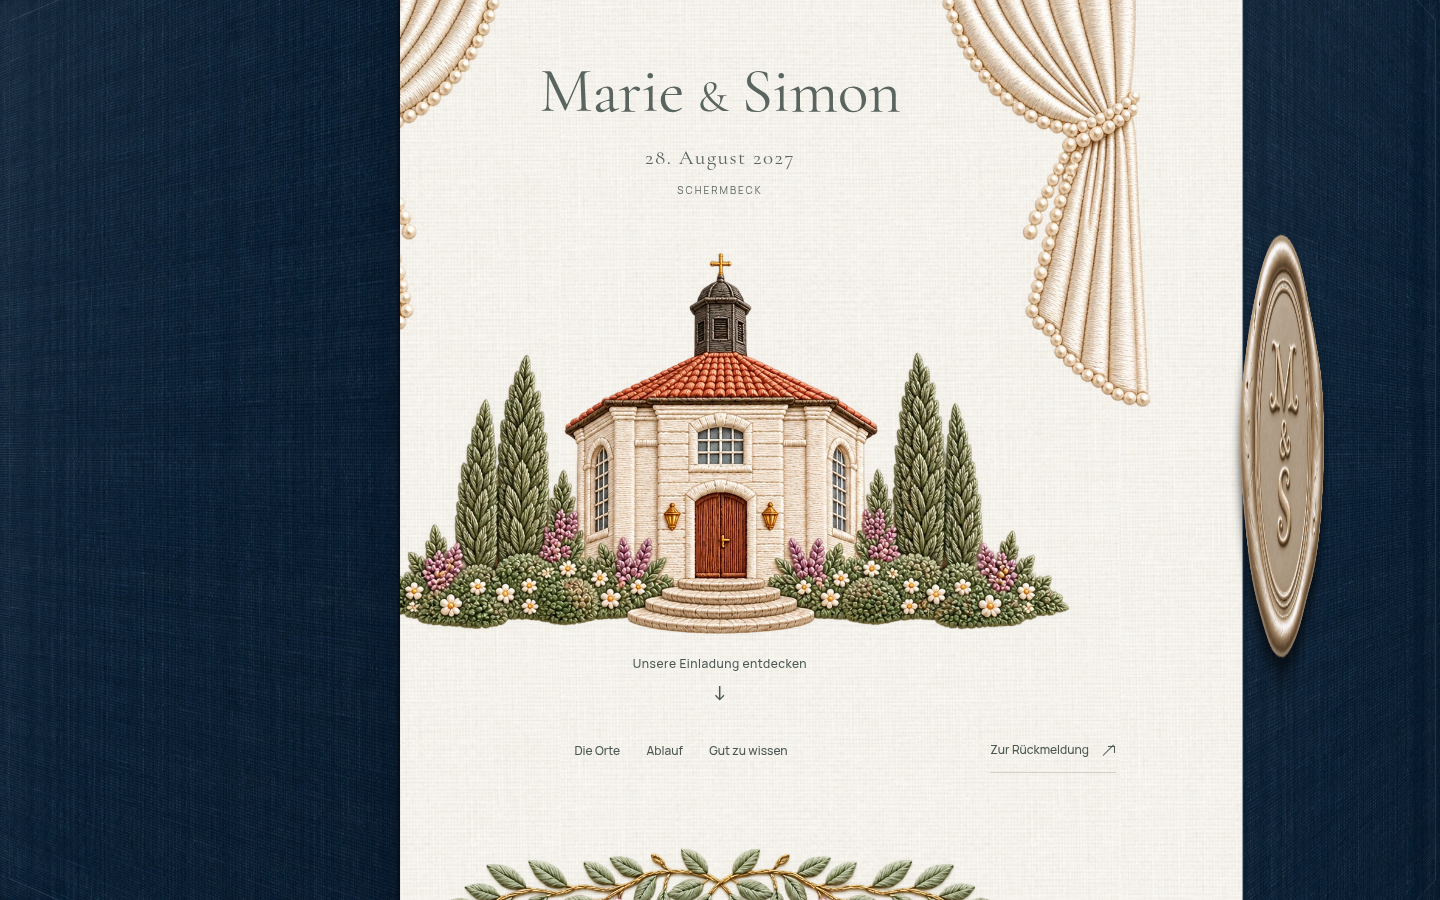 Marie & Simon
28. August 2027
SCHERMBECK
M
&
S
Unsere Einladung entdecken
Die Orte Ablauf Gut zu wissen
Zur Rückmeldung